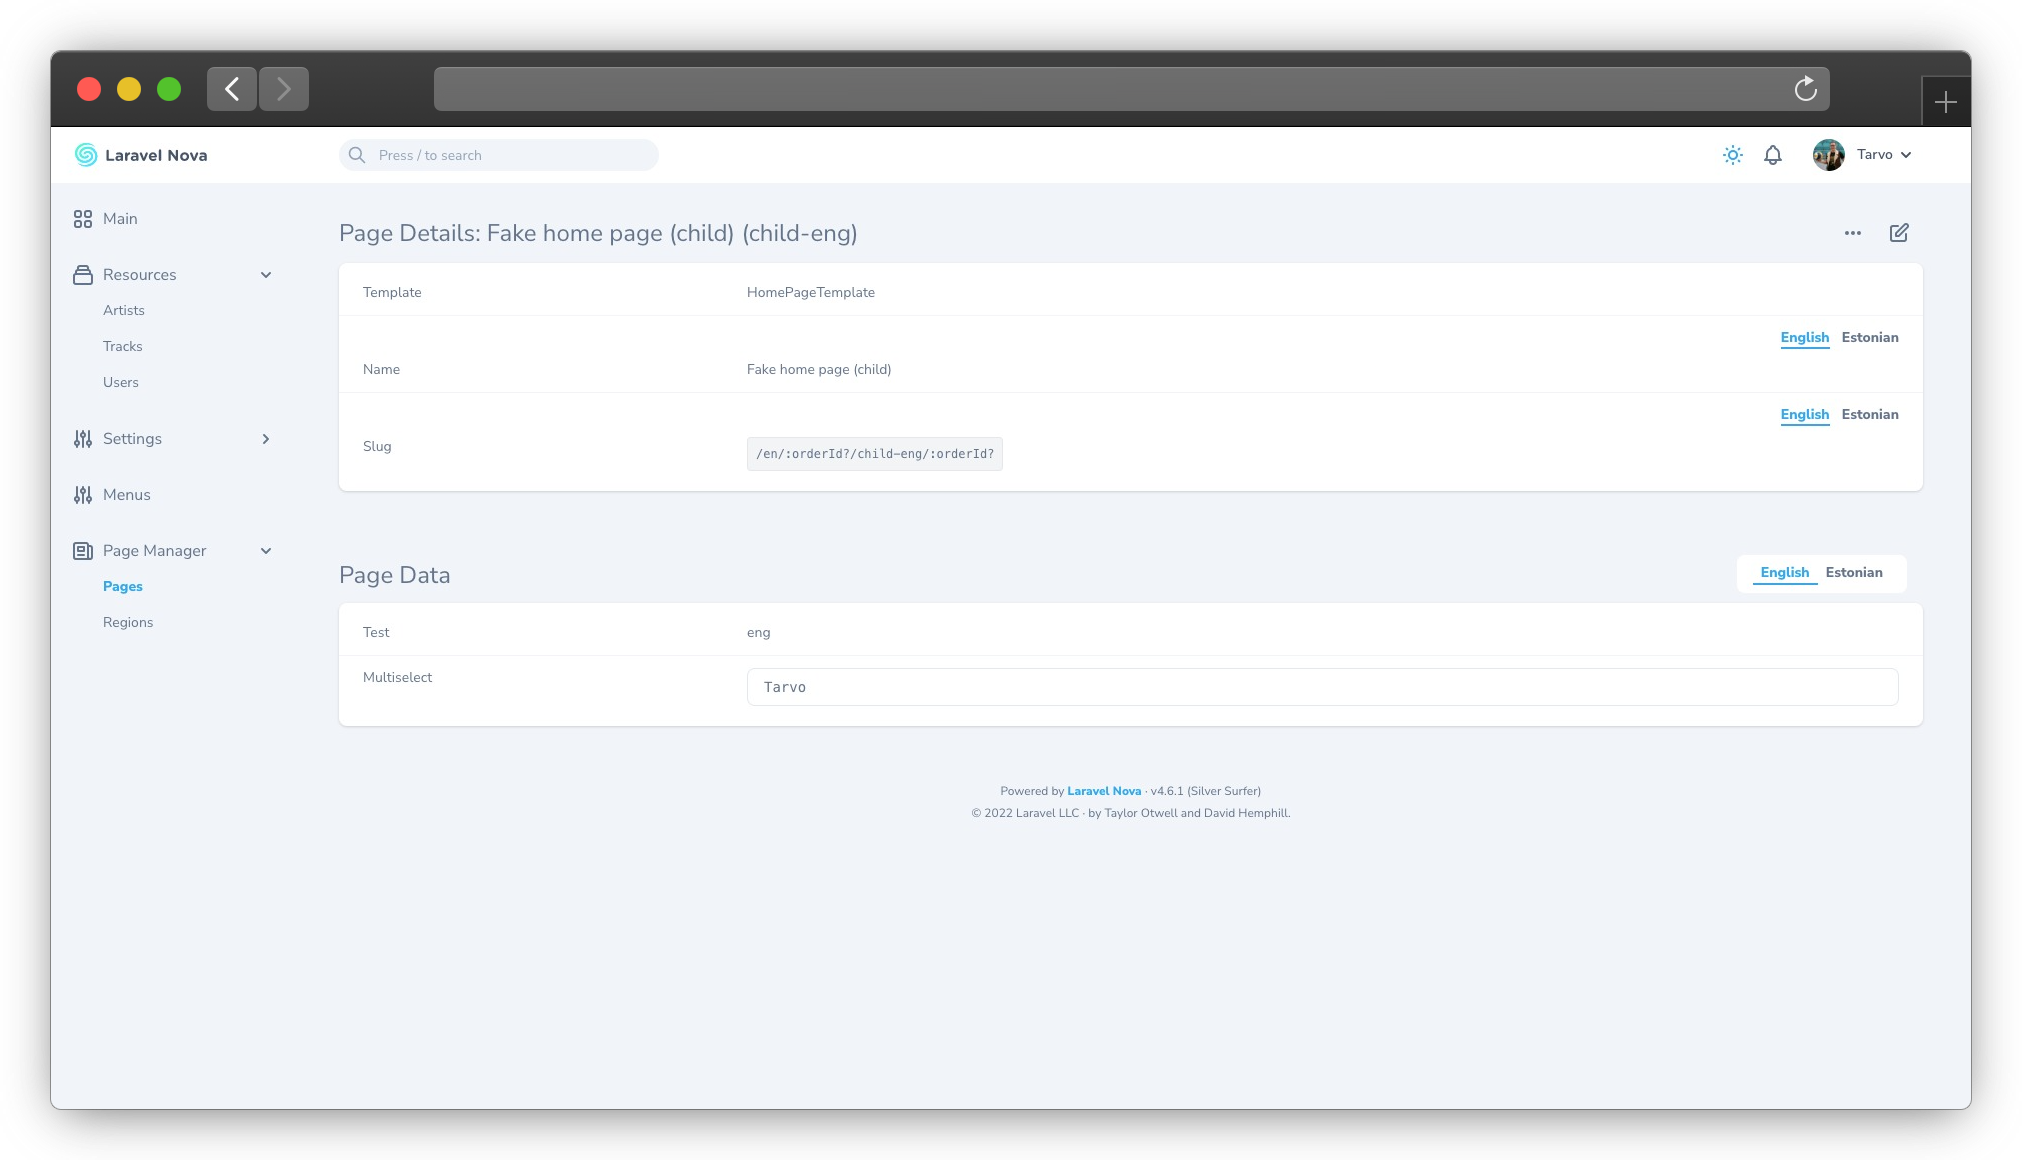 Laravel Nova
Press / to search
Tarvo
Main
Resources
Artists
Tracks
Users
Settings
Menus
Page Manager
Pages
Regions
Page Details: Fake home page (child) (child-eng)
Template HomePageTemplate
English Estonian
Name Fake home page (child)
English Estonian
Slug /en/:orderId?/child-eng/:orderId?
Page Data
English Estonian
Test eng
Multiselect Tarvo
Powered by Laravel Nova · v4.6.1 (Silver Surfer)
© 2022 Laravel LLC · by Taylor Otwell and David Hemphill.